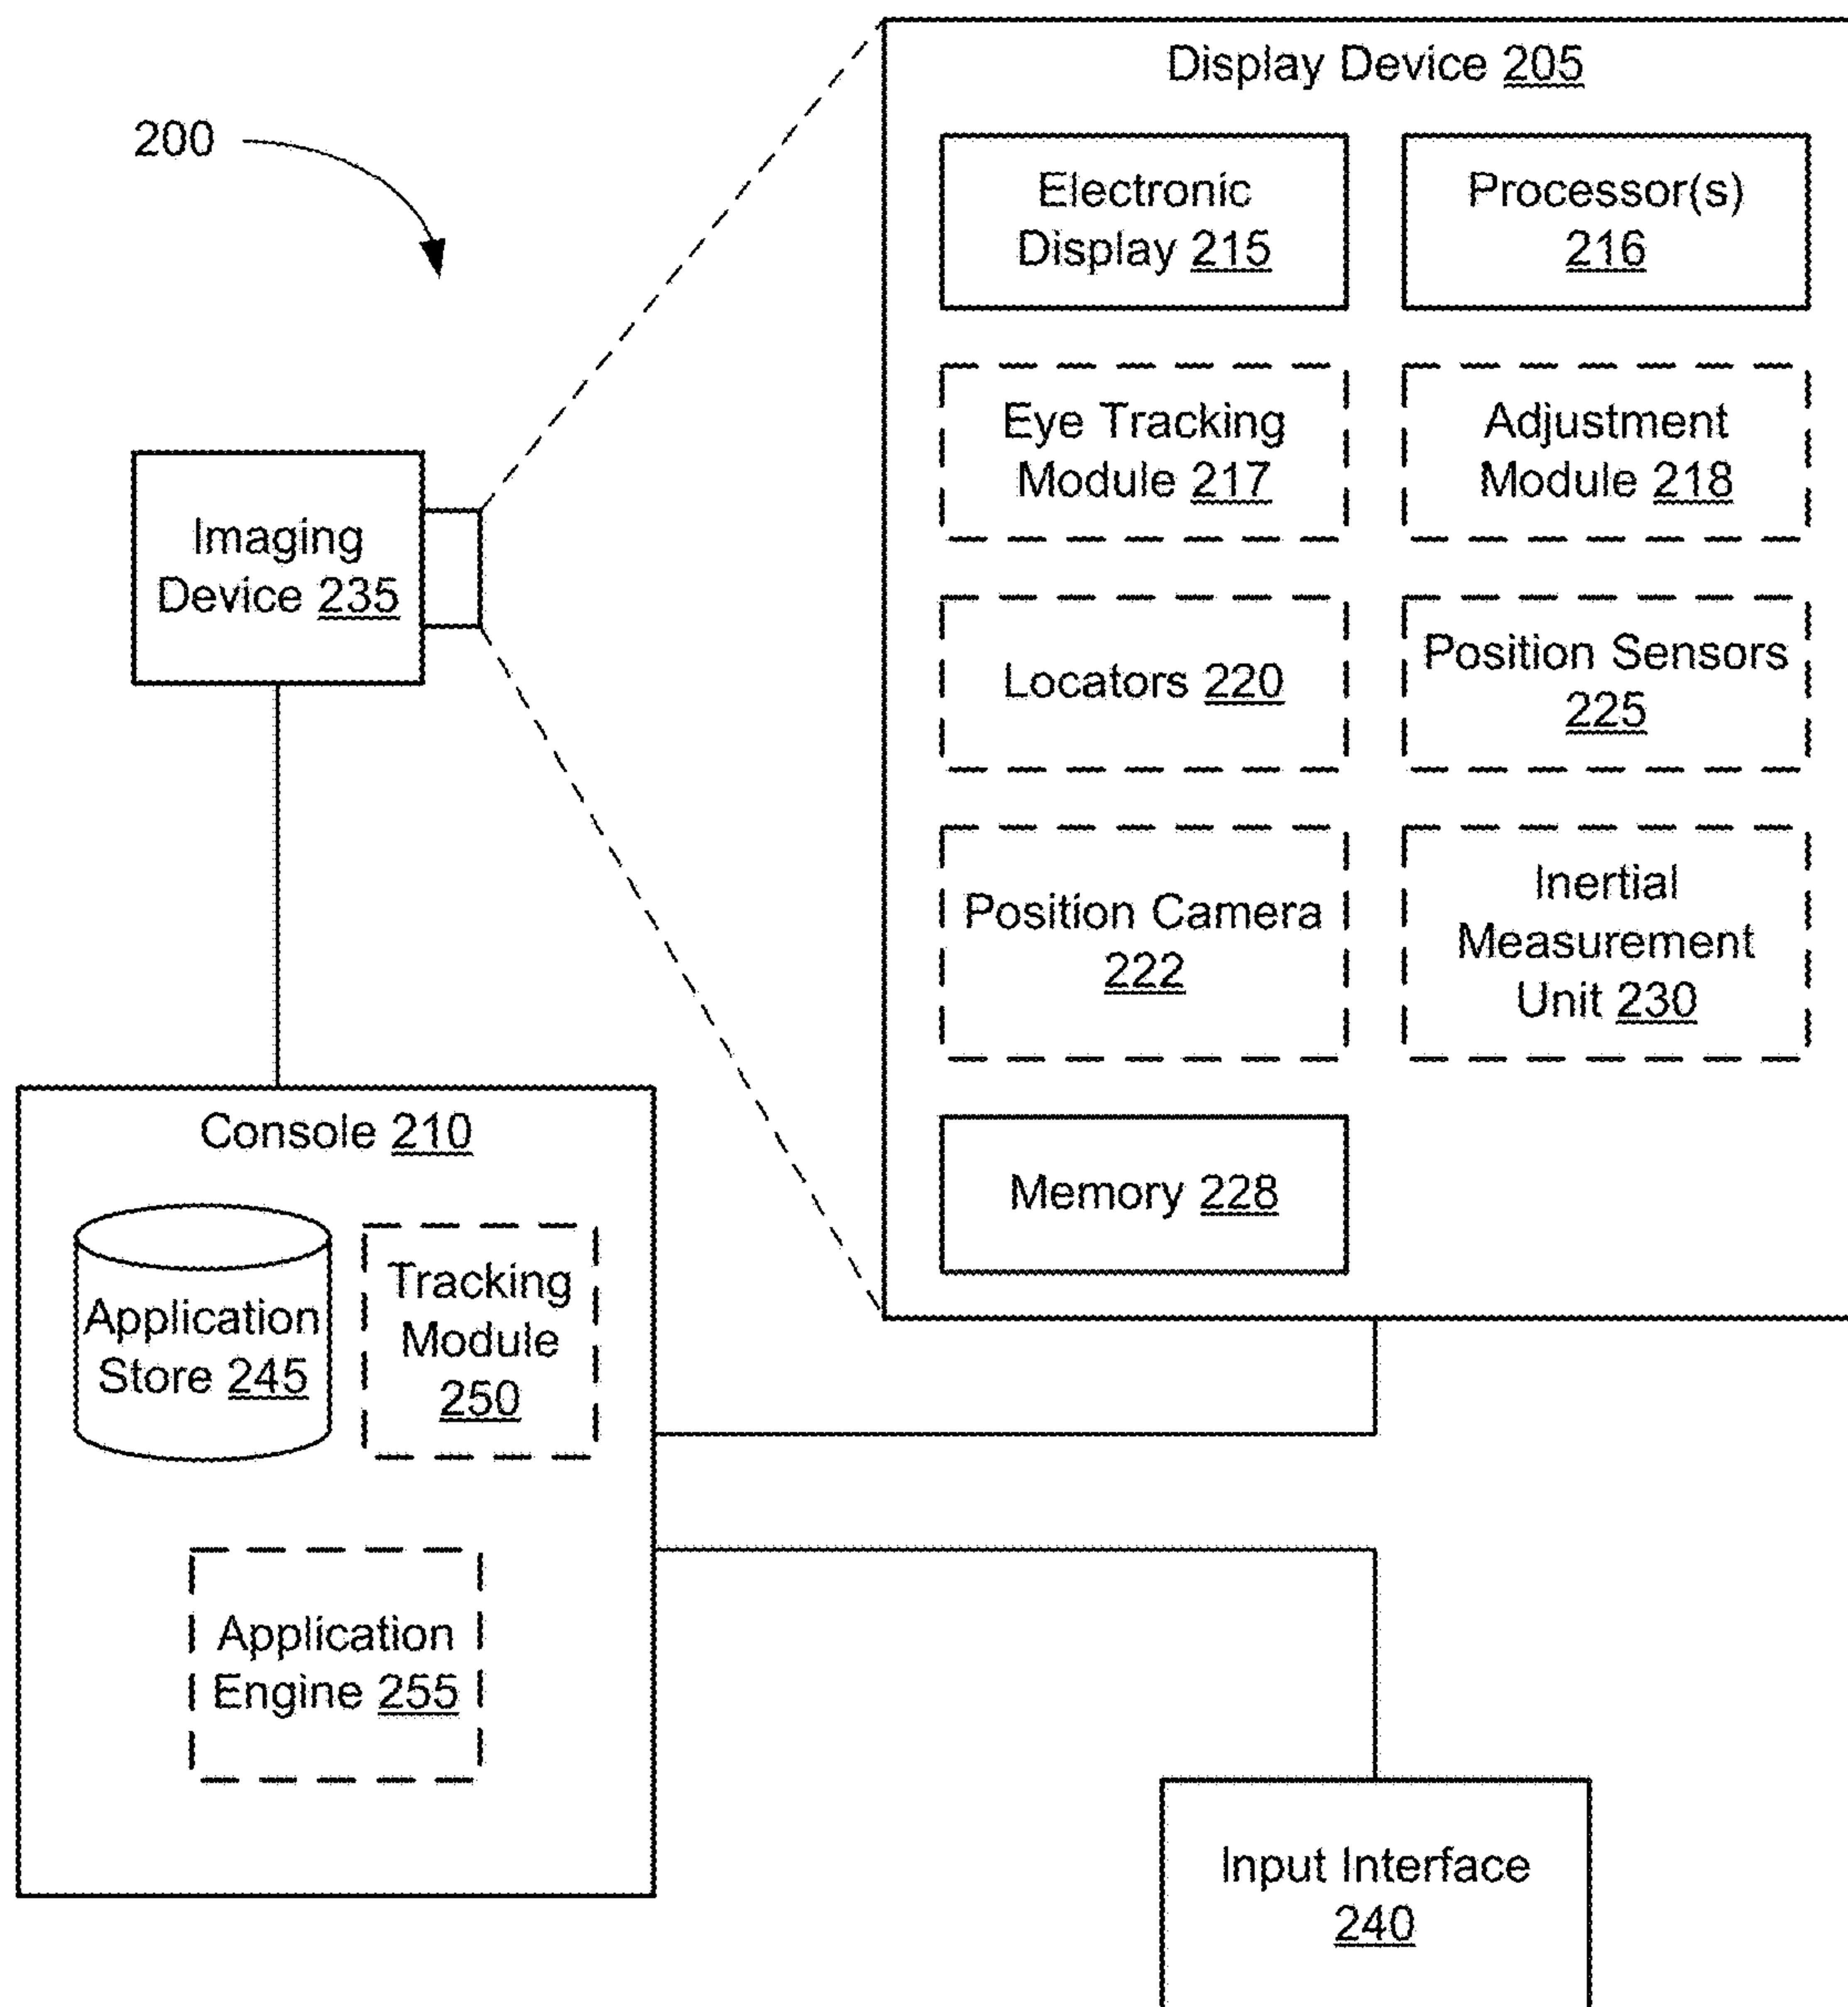 200
Display Device 205
Electronic
Display 215
Processor(s)
216
Eye Tracking
Module 217
Adjustment
Module 218
Imaging
Device 235
Locators 220
Position Sensors
225
Position Camera
222
Inertial
Measurement
Unit 230
Memory 228
Console 210
Application
Store 245
Tracking
Module
250
Application
Engine 255
Input Interface
240